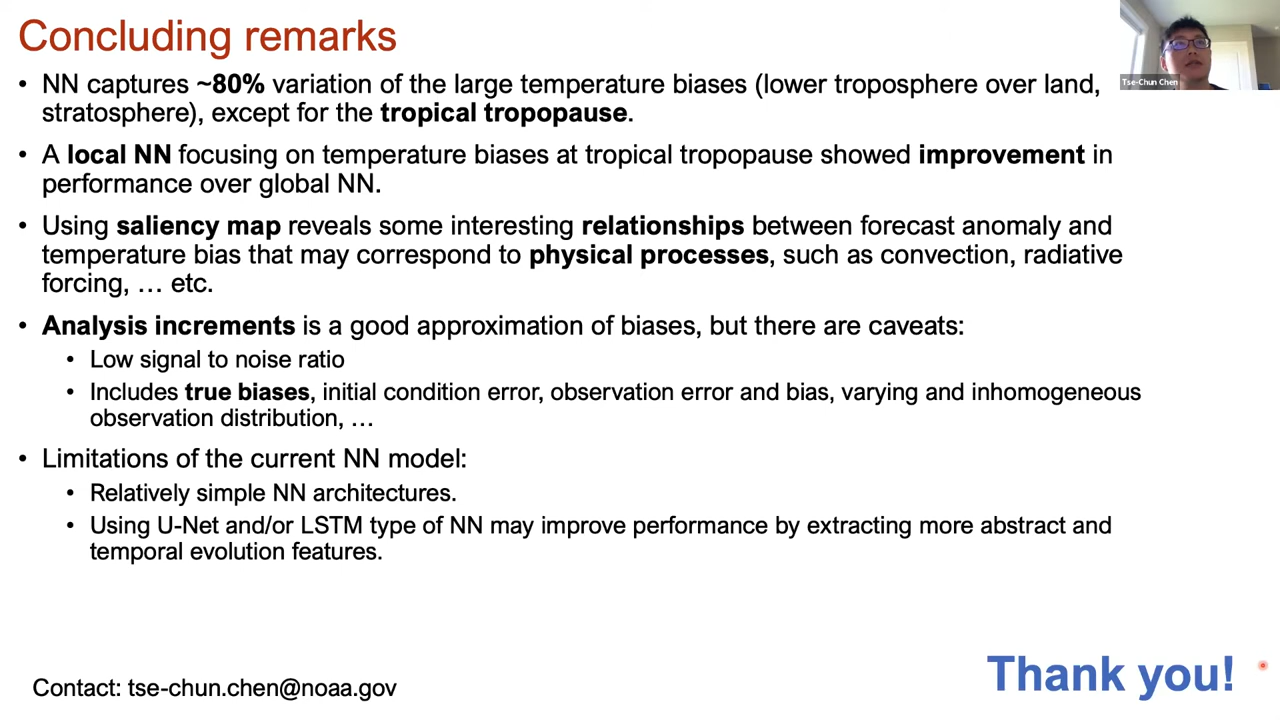 Concluding remarks
Tse-Chun Chen
• NN captures ~80% variation of the large temperature biases (lower troposphere over land,
stratosphere), except for the tropical tropopause.
• A local NN focusing on temperature biases at tropical tropopause showed improvement in
performance over global NN.
• Using saliency map reveals some interesting relationships between forecast anomaly and
temperature bias that may correspond to physical processes, such as convection, radiative
forcing, … etc.
• Analysis increments is a good approximation of biases, but there are caveats:
• Low signal to noise ratio
• Includes true biases, initial condition error, observation error and bias, varying and inhomogeneous
observation distribution, …
• Limitations of the current NN model:
• Relatively simple NN architectures.
• Using U-Net and/or LSTM type of NN may improve performance by extracting more abstract and
temporal evolution features.
Contact: tse-chun.chen@noaa.gov
Thank you!